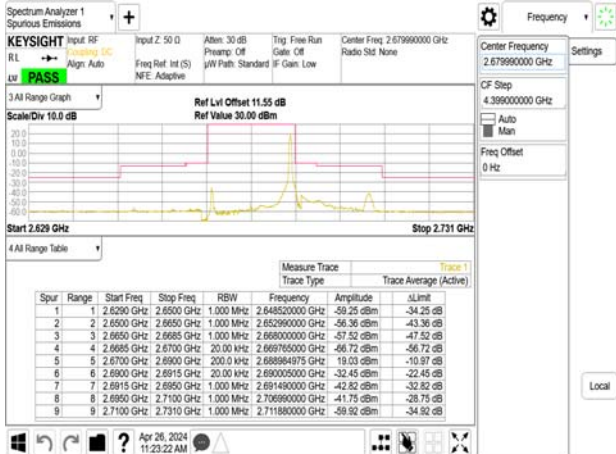 Spectrum Analyzer 1
Spurious Emissions
Frequency
KEYSIGHT
Input: RF
Input Z: 50 Ω
Atten: 30 dB
Trig: Free Run
Center Freq: 2.679990000 GHz
RL
Coupling: DC
Preamp: Off
Gate: Off
Radio Std: None
Align: Auto
Freq Ref: Int (S)
µW Path: Standard
IF Gain: Low
NFE: Adaptive
LV PASS
Center Frequency
2.679990000 GHz
Settings
CF Step
4.399000000 GHz
Auto
Man
Freq Offset
0 Hz
3 All Range Graph
Ref Lvl Offset 11.55 dB
Scale/Div 10.0 dB
Ref Value 30.00 dBm
20.0
10.0
0.00
-10.0
-20.0
-30.0
-40.0
-50.0
-60.0
Start 2.629 GHz
Stop 2.731 GHz
4 All Range Table
Measure Trace Trace 1
Trace Type Trace Average (Active)
Spur Range Start Freq Stop Freq RBW Frequency Amplitude ΔLimit
1 1 2.6290 GHz 2.6500 GHz 1.000 MHz 2.648520000 GHz -59.25 dBm -34.25 dB
2 2 2.6500 GHz 2.6650 GHz 1.000 MHz 2.652990000 GHz -56.36 dBm -43.36 dB
3 3 2.6650 GHz 2.6685 GHz 1.000 MHz 2.668000000 GHz -57.52 dBm -47.52 dB
4 4 2.6685 GHz 2.6700 GHz 20.00 kHz 2.669765000 GHz -66.72 dBm -56.72 dB
5 5 2.6700 GHz 2.6900 GHz 200.0 kHz 2.688984975 GHz 19.03 dBm -10.97 dB
6 6 2.6900 GHz 2.6915 GHz 20.00 kHz 2.690005000 GHz -32.45 dBm -22.45 dB
7 7 2.6915 GHz 2.6950 GHz 1.000 MHz 2.691490000 GHz -42.82 dBm -32.82 dB
8 8 2.6950 GHz 2.7100 GHz 1.000 MHz 2.706990000 GHz -41.75 dBm -28.75 dB
9 9 2.7100 GHz 2.7310 GHz 1.000 MHz 2.711880000 GHz -59.92 dBm -34.92 dB
Local
Apr 26, 2024
11:23:22 AM